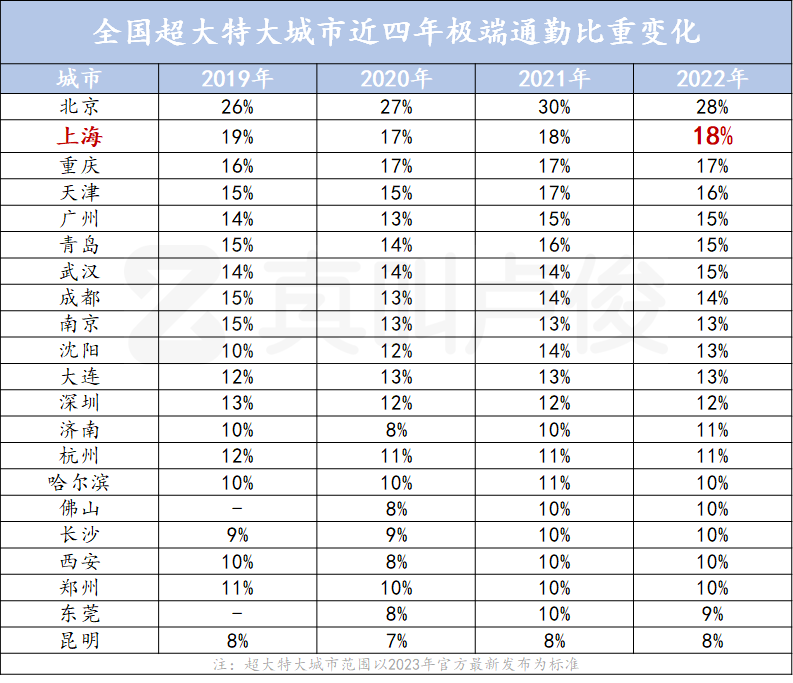 全国超大特大城市近四年极端通勤比重变化
城市 2019年 2020年 2021年 2022年
北京 26% 27% 30% 28%
上海 19% 17% 18% 18%
重庆 16% 17% 17% 17%
天津 15% 15% 17% 16%
广州 14% 13% 15% 15%
青岛 15% 14% 16% 15%
武汉 14% 14% 14% 15%
成都 15% 13% 14% 14%
南京 15% 13% 13% 13%
沈阳 10% 12% 14% 13%
大连 12% 13% 13% 13%
深圳 13% 12% 12% 12%
济南 10% 8% 10% 11%
杭州 12% 11% 11% 11%
哈尔滨 10% 10% 11% 10%
佛山 - 8% 10% 10%
长沙 9% 9% 10% 10%
西安 10% 8% 10% 10%
郑州 11% 10% 10% 10%
东莞 - 8% 10% 9%
昆明 8% 7% 8% 8%
注：超大特大城市范围以2023年官方最新发布为标准
真叫卢俊